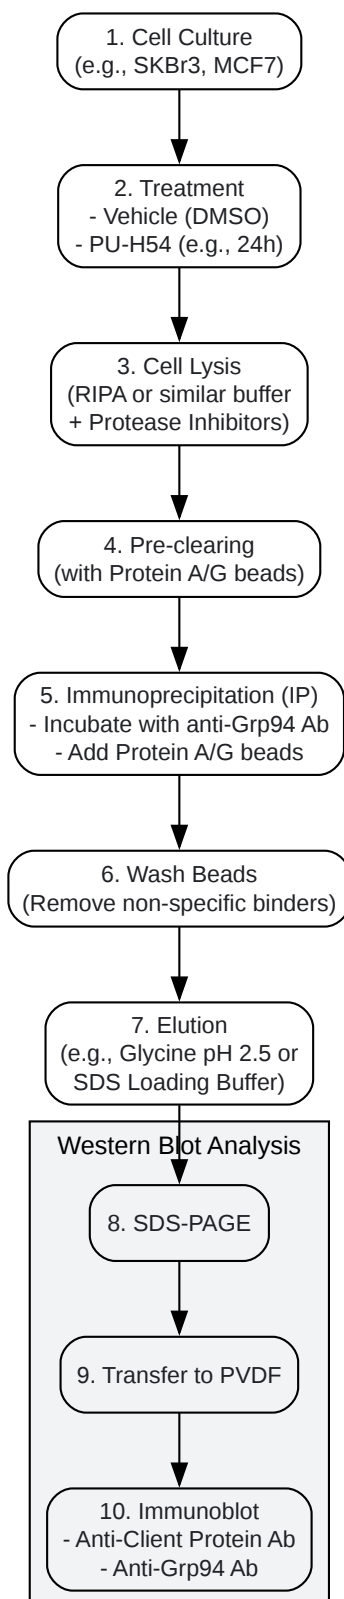 1. Cell Culture
(e.g., SKBr3, MCF7)
2. Treatment
- Vehicle (DMSO)
- PU-H54 (e.g., 24h)
3. Cell Lysis
(RIPA or similar buffer
+ Protease Inhibitors)
4. Pre-clearing
(with Protein A/G beads)
5. Immunoprecipitation (IP)
- Incubate with anti-Grp94 Ab
- Add Protein A/G beads
6. Wash Beads
(Remove non-specific binders)
7. Elution
(e.g., Glycine pH 2.5 or
SDS Loading Buffer)
Western Blot Analysis
8. SDS-PAGE
9. Transfer to PVDF
10. Immunoblot
- Anti-Client Protein Ab
- Anti-Grp94 Ab